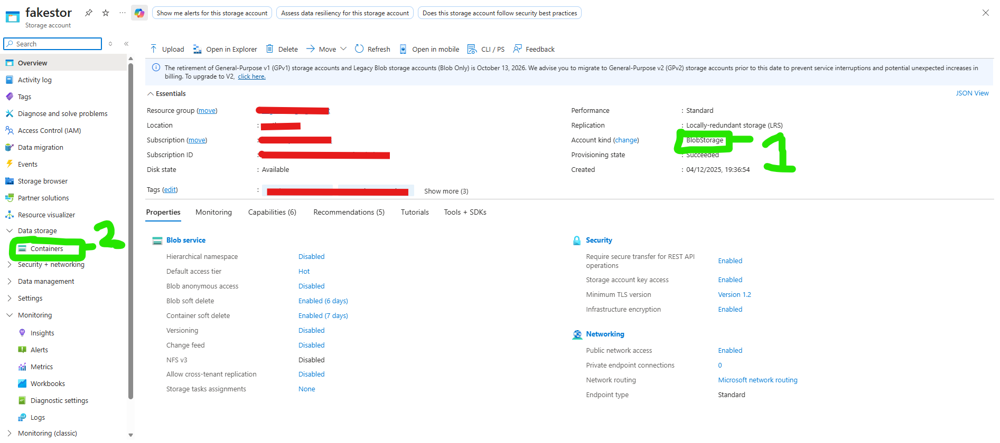 fakestor
Storage account
Show me alerts for this storage account
Assess data resiliency for this storage account
Does this storage account follow security best practices
Search
Upload
Open in Explorer
Delete
Move
Refresh
Open in mobile
CLI / PS
Feedback
Overview
Activity log
Tags
Diagnose and solve problems
Access Control (IAM)
Data migration
Events
Storage browser
Partner solutions
Resource visualizer
Data storage
2
Containers
Security + networking
Data management
Settings
Monitoring
Insights
Alerts
Metrics
Workbooks
Diagnostic settings
Logs
Monitoring (classic)
The retirement of General-Purpose v1 (GPv1) storage accounts and Legacy Blob storage accounts (Blob Only) is October 13, 2026. We advise you to migrate to General-Purpose v2 (GPv2) storage accounts prior to this date to prevent service interruptions and potential unexpected increases in
billing. To upgrade to V2, click here.
Essentials
JSON View
Resource group (move)
Location :
Subscription (move) :
Subscription ID :
Disk state : Available
Tags (edit) : Show more (3)
Performance : Standard
Replication : Locally-redundant storage (LRS)
Account kind (change) : BlobStorage
1
Provisioning state : Succeeded
Created : 04/12/2025, 19:36:54
Properties
Monitoring
Capabilities (6)
Recommendations (5)
Tutorials
Tools + SDKs
Blob service
Hierarchical namespace Disabled
Default access tier Hot
Blob anonymous access Disabled
Blob soft delete Enabled (6 days)
Container soft delete Enabled (7 days)
Versioning Disabled
Change feed Disabled
NFS v3 Disabled
Allow cross-tenant replication Disabled
Storage tasks assignments None
Security
Require secure transfer for REST API
operations Enabled
Storage account key access Enabled
Minimum TLS version Version 1.2
Infrastructure encryption Enabled
Networking
Public network access Enabled
Private endpoint connections 0
Network routing Microsoft network routing
Endpoint type Standard